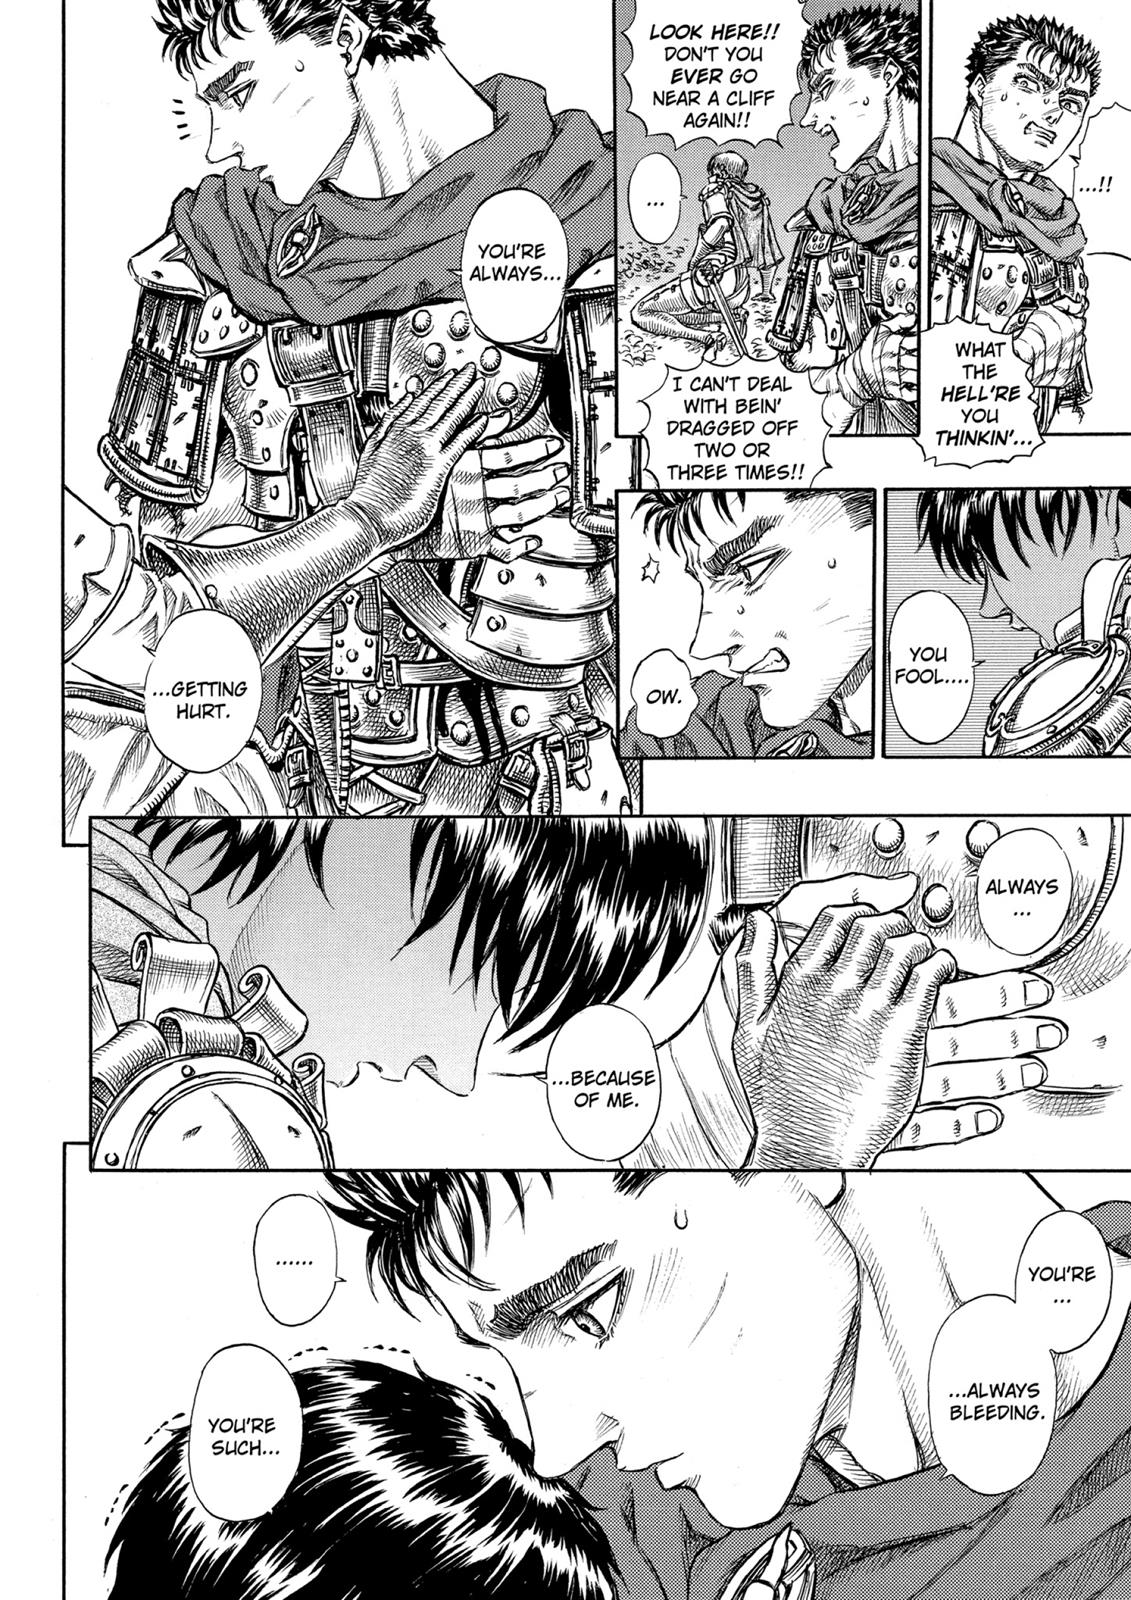 ...!!
WHAT
THE
HELL'RE
YOU
THINKIN'...
LOOK HERE!!
DON'T YOU
EVER GO
NEAR A CLIFF
AGAIN!!
...
I CAN'T DEAL
WITH BEIN'
DRAGGED OFF
TWO OR
THREE TIMES!!
YOU
FOOL....
OW.
YOU'RE
ALWAYS...
...GETTING
HURT.
ALWAYS
...
...BECAUSE
OF ME.
YOU'RE
...
...ALWAYS
BLEEDING.
......
YOU'RE
SUCH...